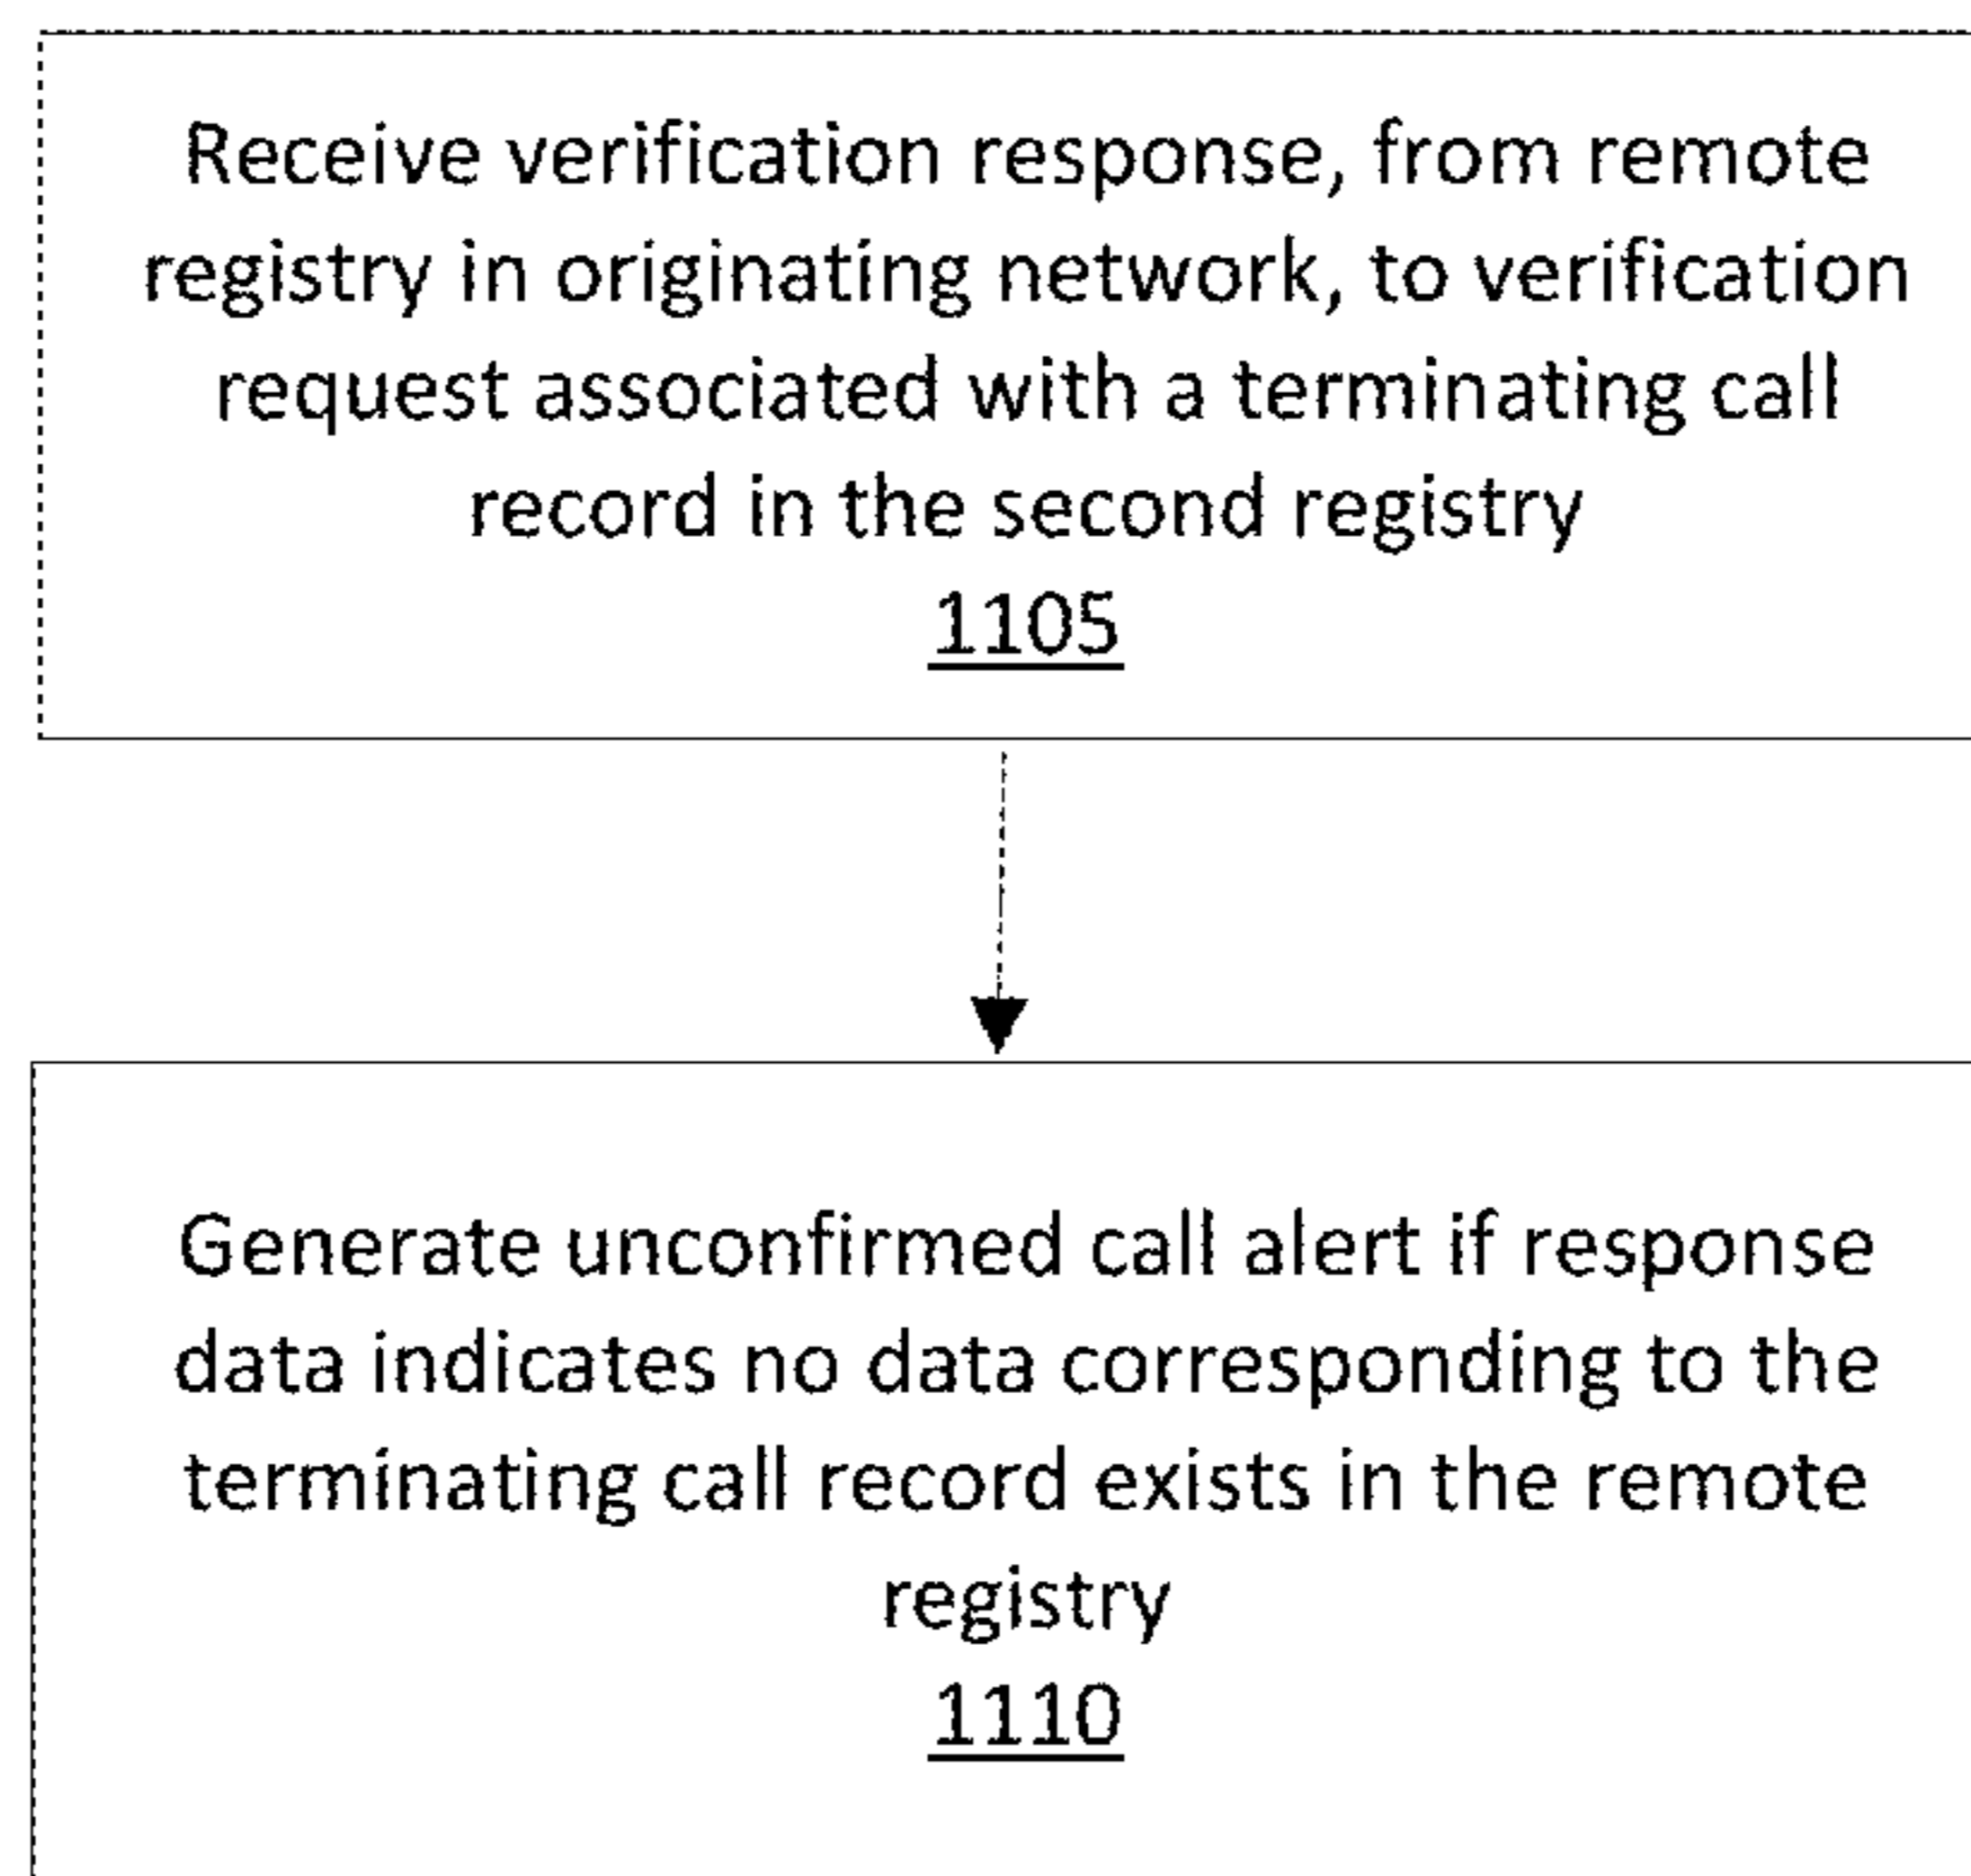 Receive verification response, from remote
registry in originating network, to verification
request associated with a terminating call
record in the second registry
1105
Generate unconfirmed call alert if response
data indicates no data corresponding to the
terminating call record exists in the remote
registry
1110